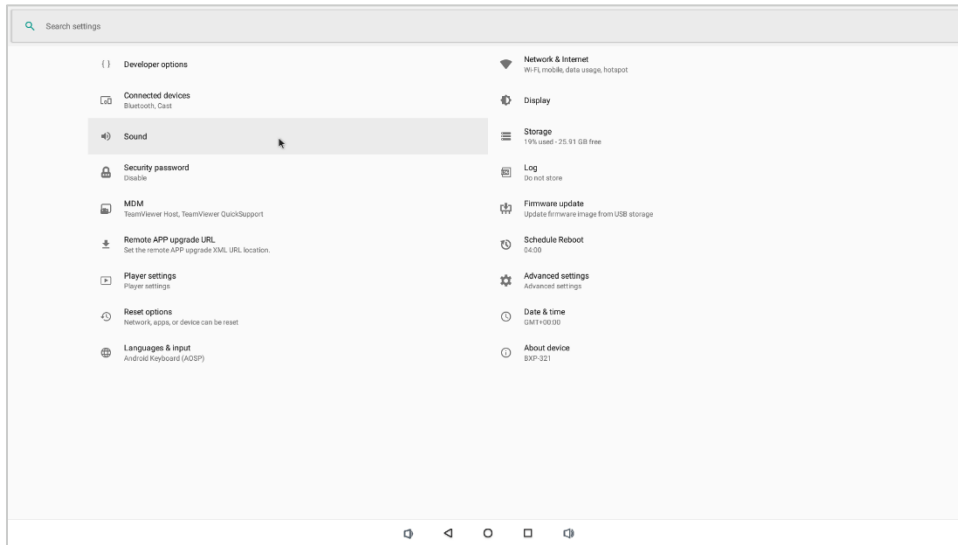 Search settings
Developer options
Connected devices
Bluetooth, Cast
Sound
Security password
Disable
MDM
TeamViewer Host, TeamViewer QuickSupport
Remote APP upgrade URL
Set the remote APP upgrade XML URL location.
Player settings
Player settings
Reset options
Network, apps, or device can be reset
Languages & input
Android Keyboard (AOSP)
Network & Internet
Wi-Fi, mobile, data usage, hotspot
Display
Storage
19% used - 25.91 GB free
Log
Do not store
Firmware update
Update firmware image from USB storage
Schedule Reboot
04:00
Advanced settings
Advanced settings
Date & time
GMT+00:00
About device
BXP-321